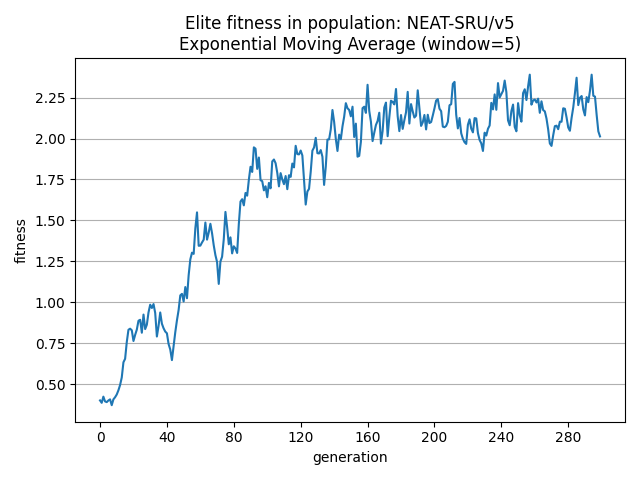 Elite fitness in population: NEAT-SRU/v5
Exponential Moving Average (window=5)
fitness
2.25
2.00
1.75
1.50
1.25
1.00
0.75
0.50
0 40 80 120 160 200 240 280
generation